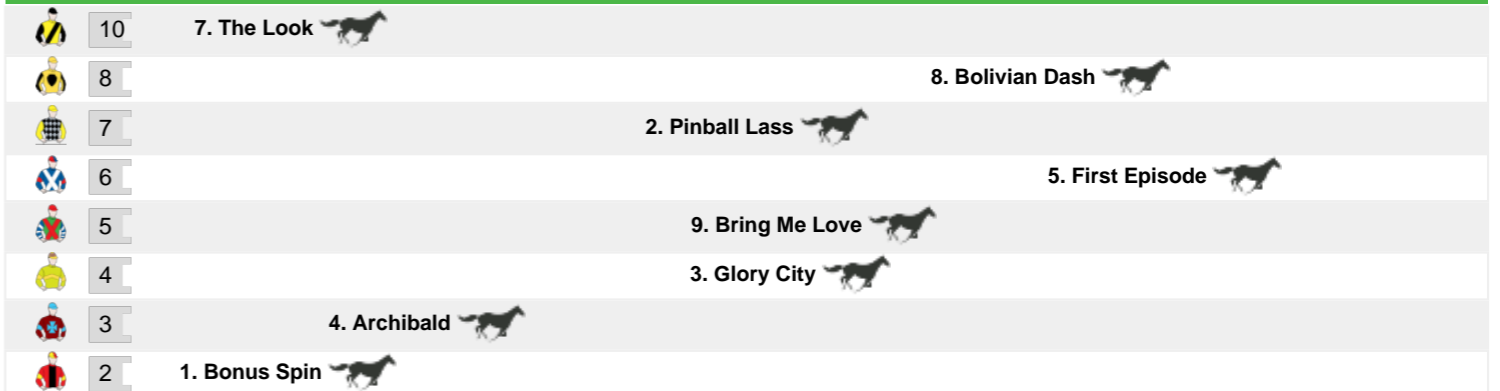 10 7. The Look
8 8. Bolivian Dash
7 2. Pinball Lass
6 5. First Episode
5 9. Bring Me Love
4 3. Glory City
3 4. Archibald
2 1. Bonus Spin